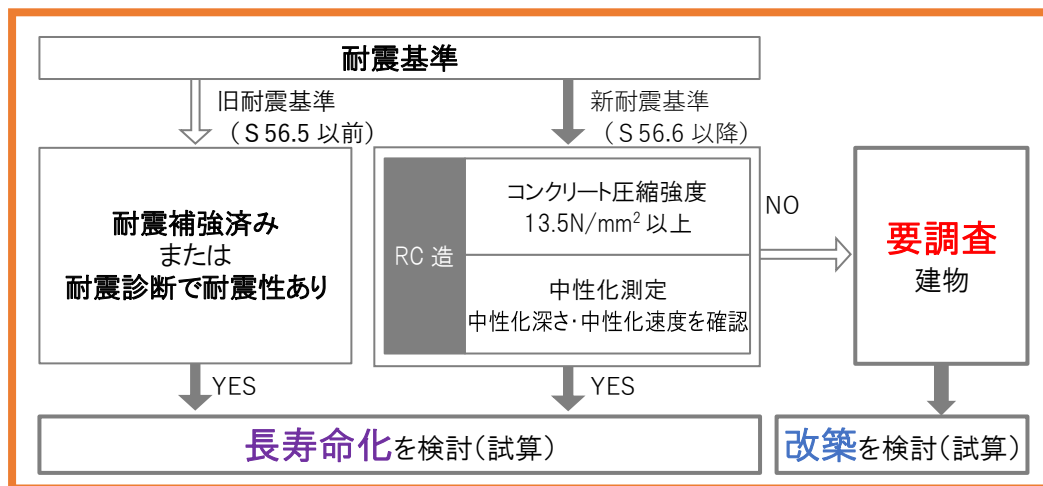 耐震基準
旧耐震基準
（Ｓ56.5 以前）
新耐震基準
（Ｓ56.6 以降）
耐震補強済み
または
耐震診断で耐震性あり
RC 造
コンクリート圧縮強度
13.5N/mm² 以上
中性化測定
中性化深さ・中性化速度を確認
NO
要調査
建物
YES
YES
長寿命化を検討（試算）
改築を検討（試算）